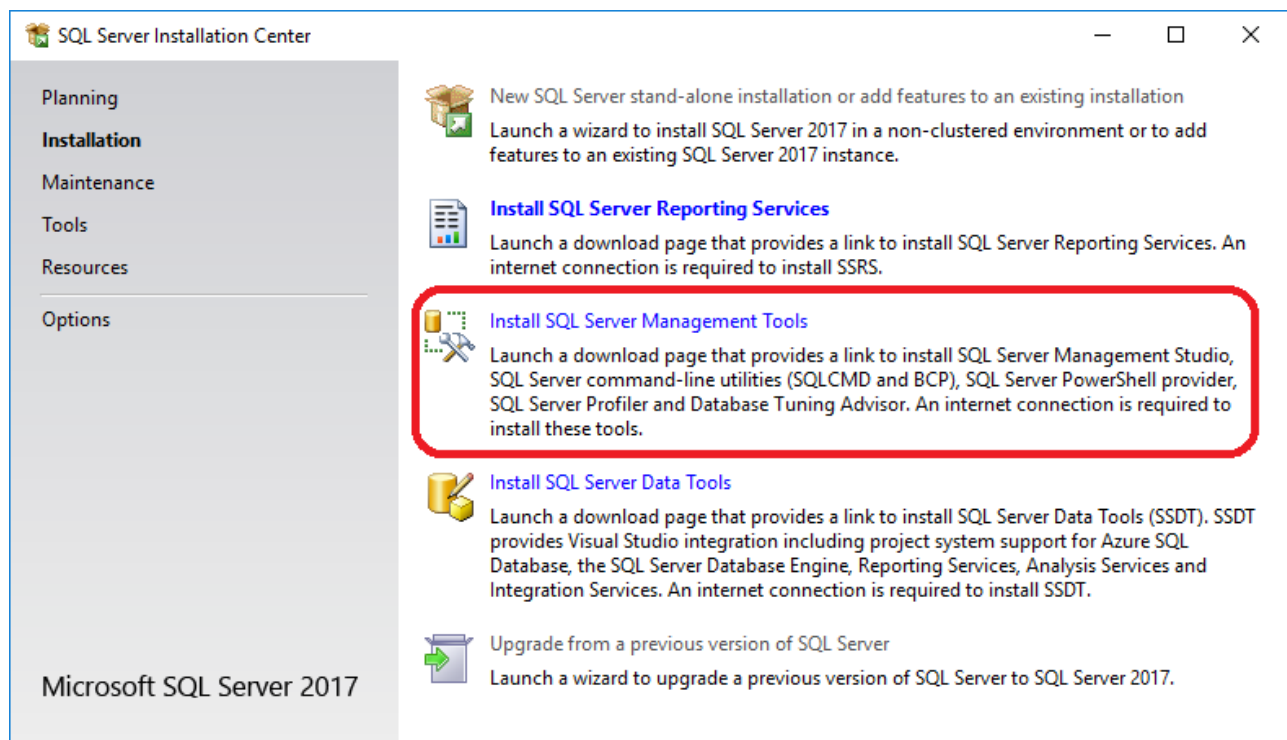 SQL Server Installation Center
Planning
Installation
Maintenance
Tools
Resources
Options
Microsoft SQL Server 2017
New SQL Server stand-alone installation or add features to an existing installation
Launch a wizard to install SQL Server 2017 in a non-clustered environment or to add
features to an existing SQL Server 2017 instance.
Install SQL Server Reporting Services
Launch a download page that provides a link to install SQL Server Reporting Services. An
internet connection is required to install SSRS.
Install SQL Server Management Tools
Launch a download page that provides a link to install SQL Server Management Studio,
SQL Server command-line utilities (SQLCMD and BCP), SQL Server PowerShell provider,
SQL Server Profiler and Database Tuning Advisor. An internet connection is required to
install these tools.
Install SQL Server Data Tools
Launch a download page that provides a link to install SQL Server Data Tools (SSDT). SSDT
provides Visual Studio integration including project system support for Azure SQL
Database, the SQL Server Database Engine, Reporting Services, Analysis Services and
Integration Services. An internet connection is required to install SSDT.
Upgrade from a previous version of SQL Server
Launch a wizard to upgrade a previous version of SQL Server to SQL Server 2017.